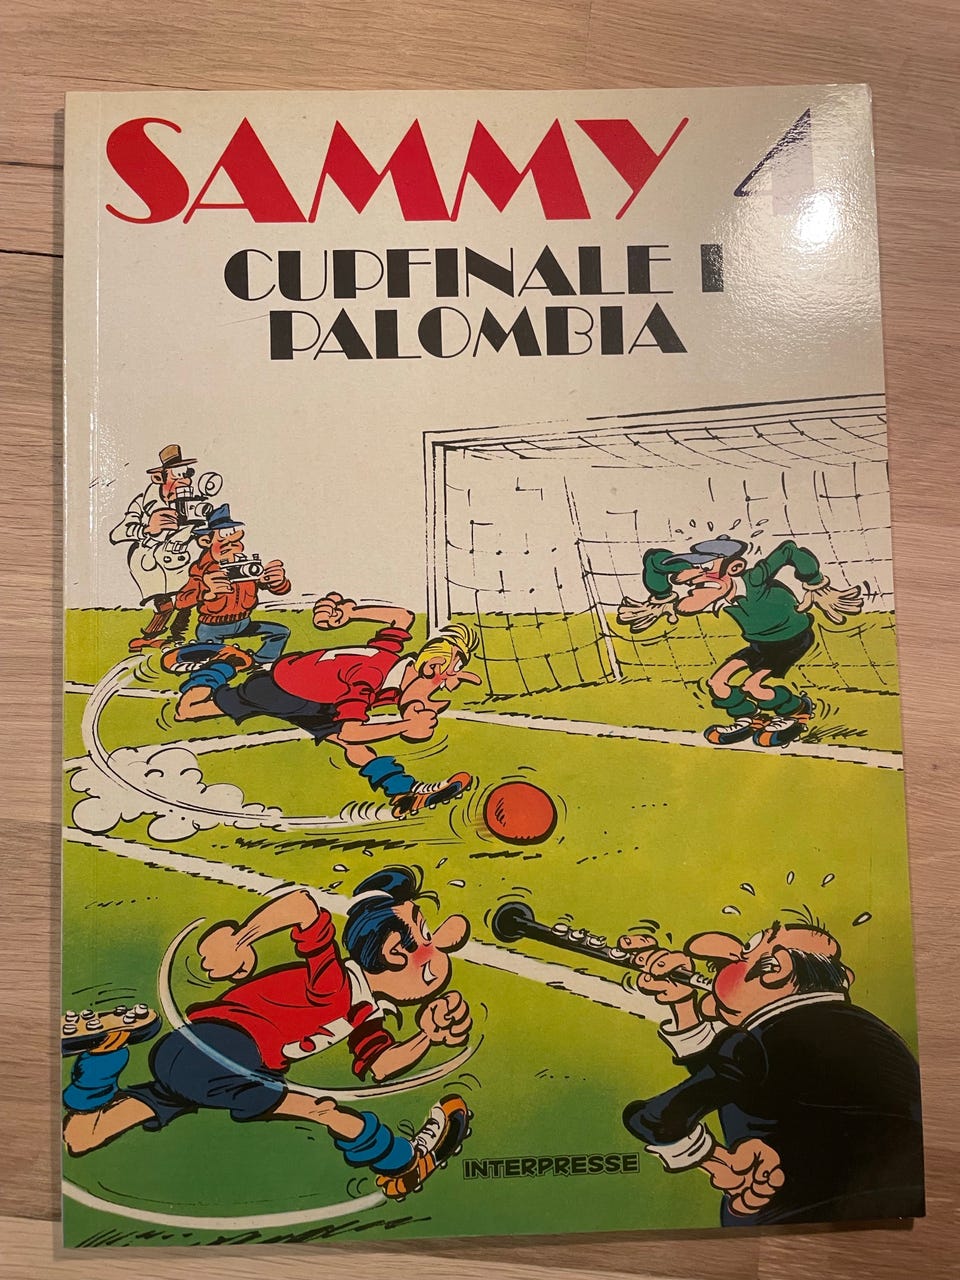 SAMMY 4
CUPFINALE I
PALOMBIA
INTERPRESSE